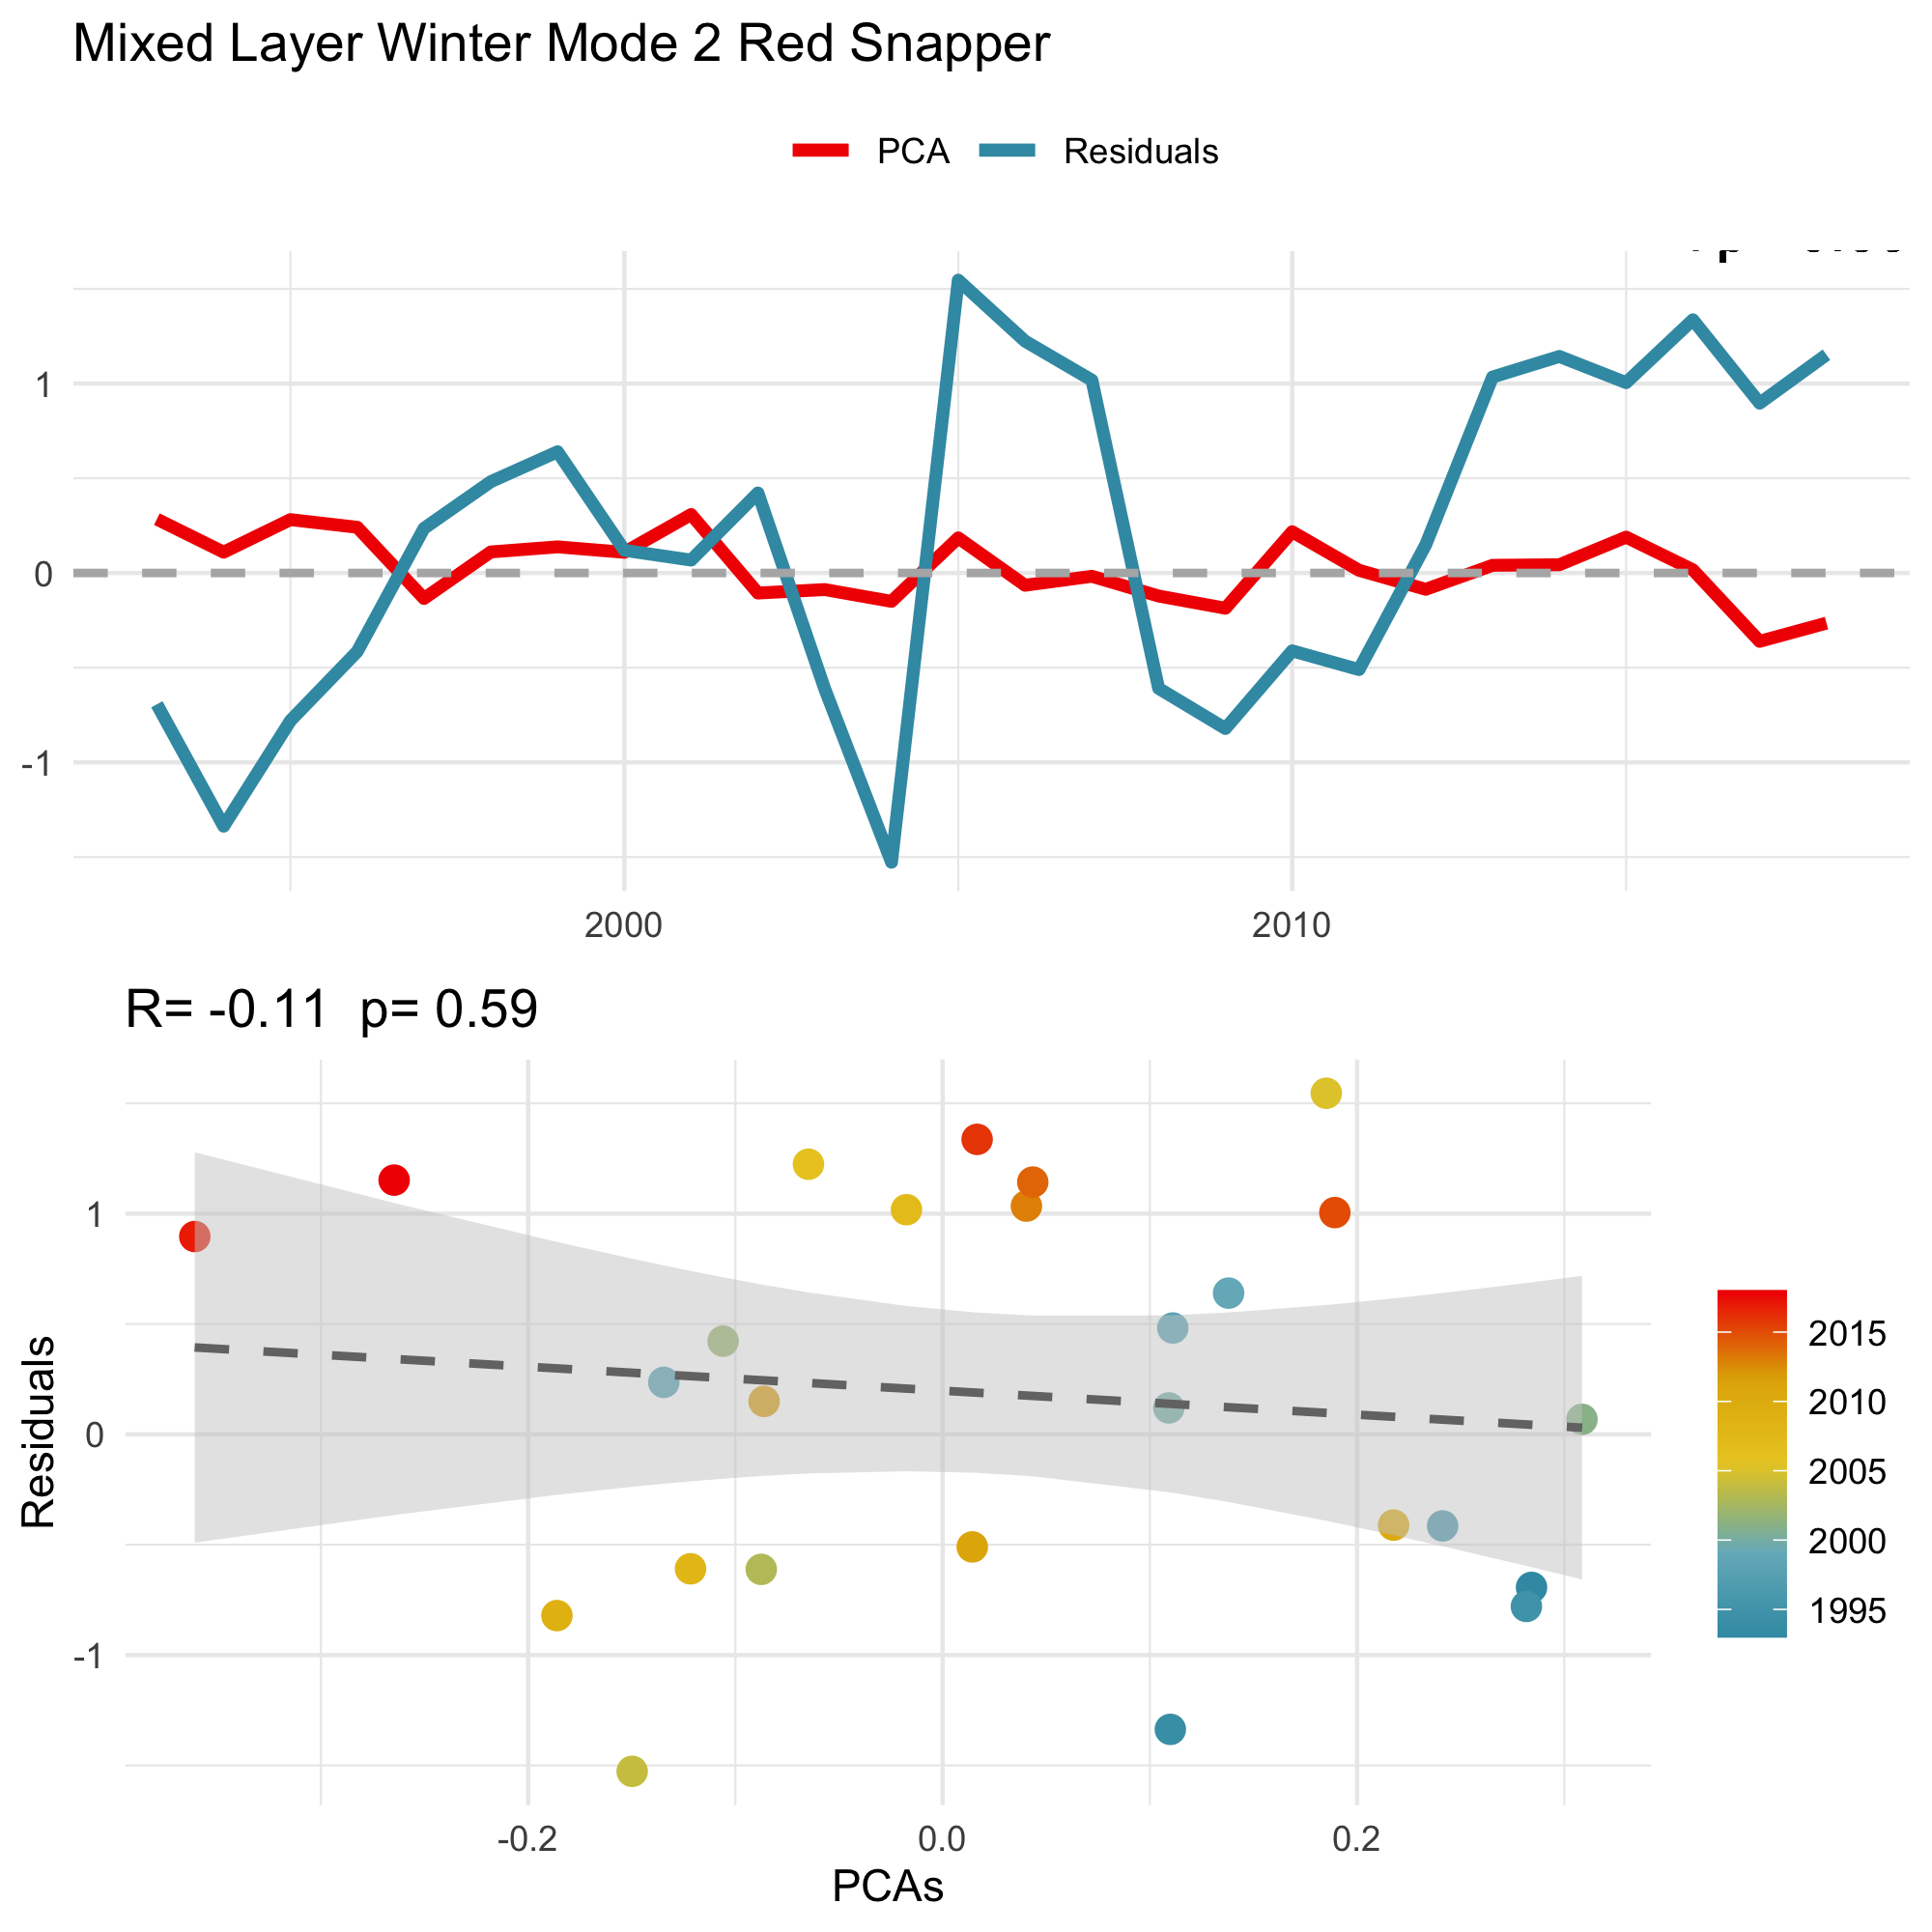 Mixed Layer Winter Mode 2 Red Snapper
PCA Residuals
1
0
-1
2000 2010
R= -0.11 p= 0.59
Residuals
1
0
-1
-0.2 0.0 0.2
PCAs
2015
2010
2005
2000
1995